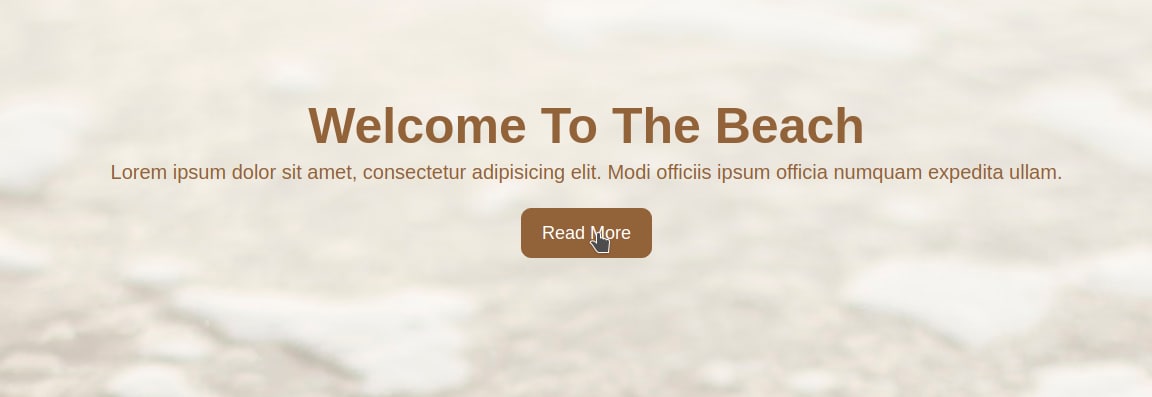 Welcome To The Beach
Lorem ipsum dolor sit amet, consectetur adipisicing elit. Modi officiis ipsum officia numquam expedita ullam.
Read More